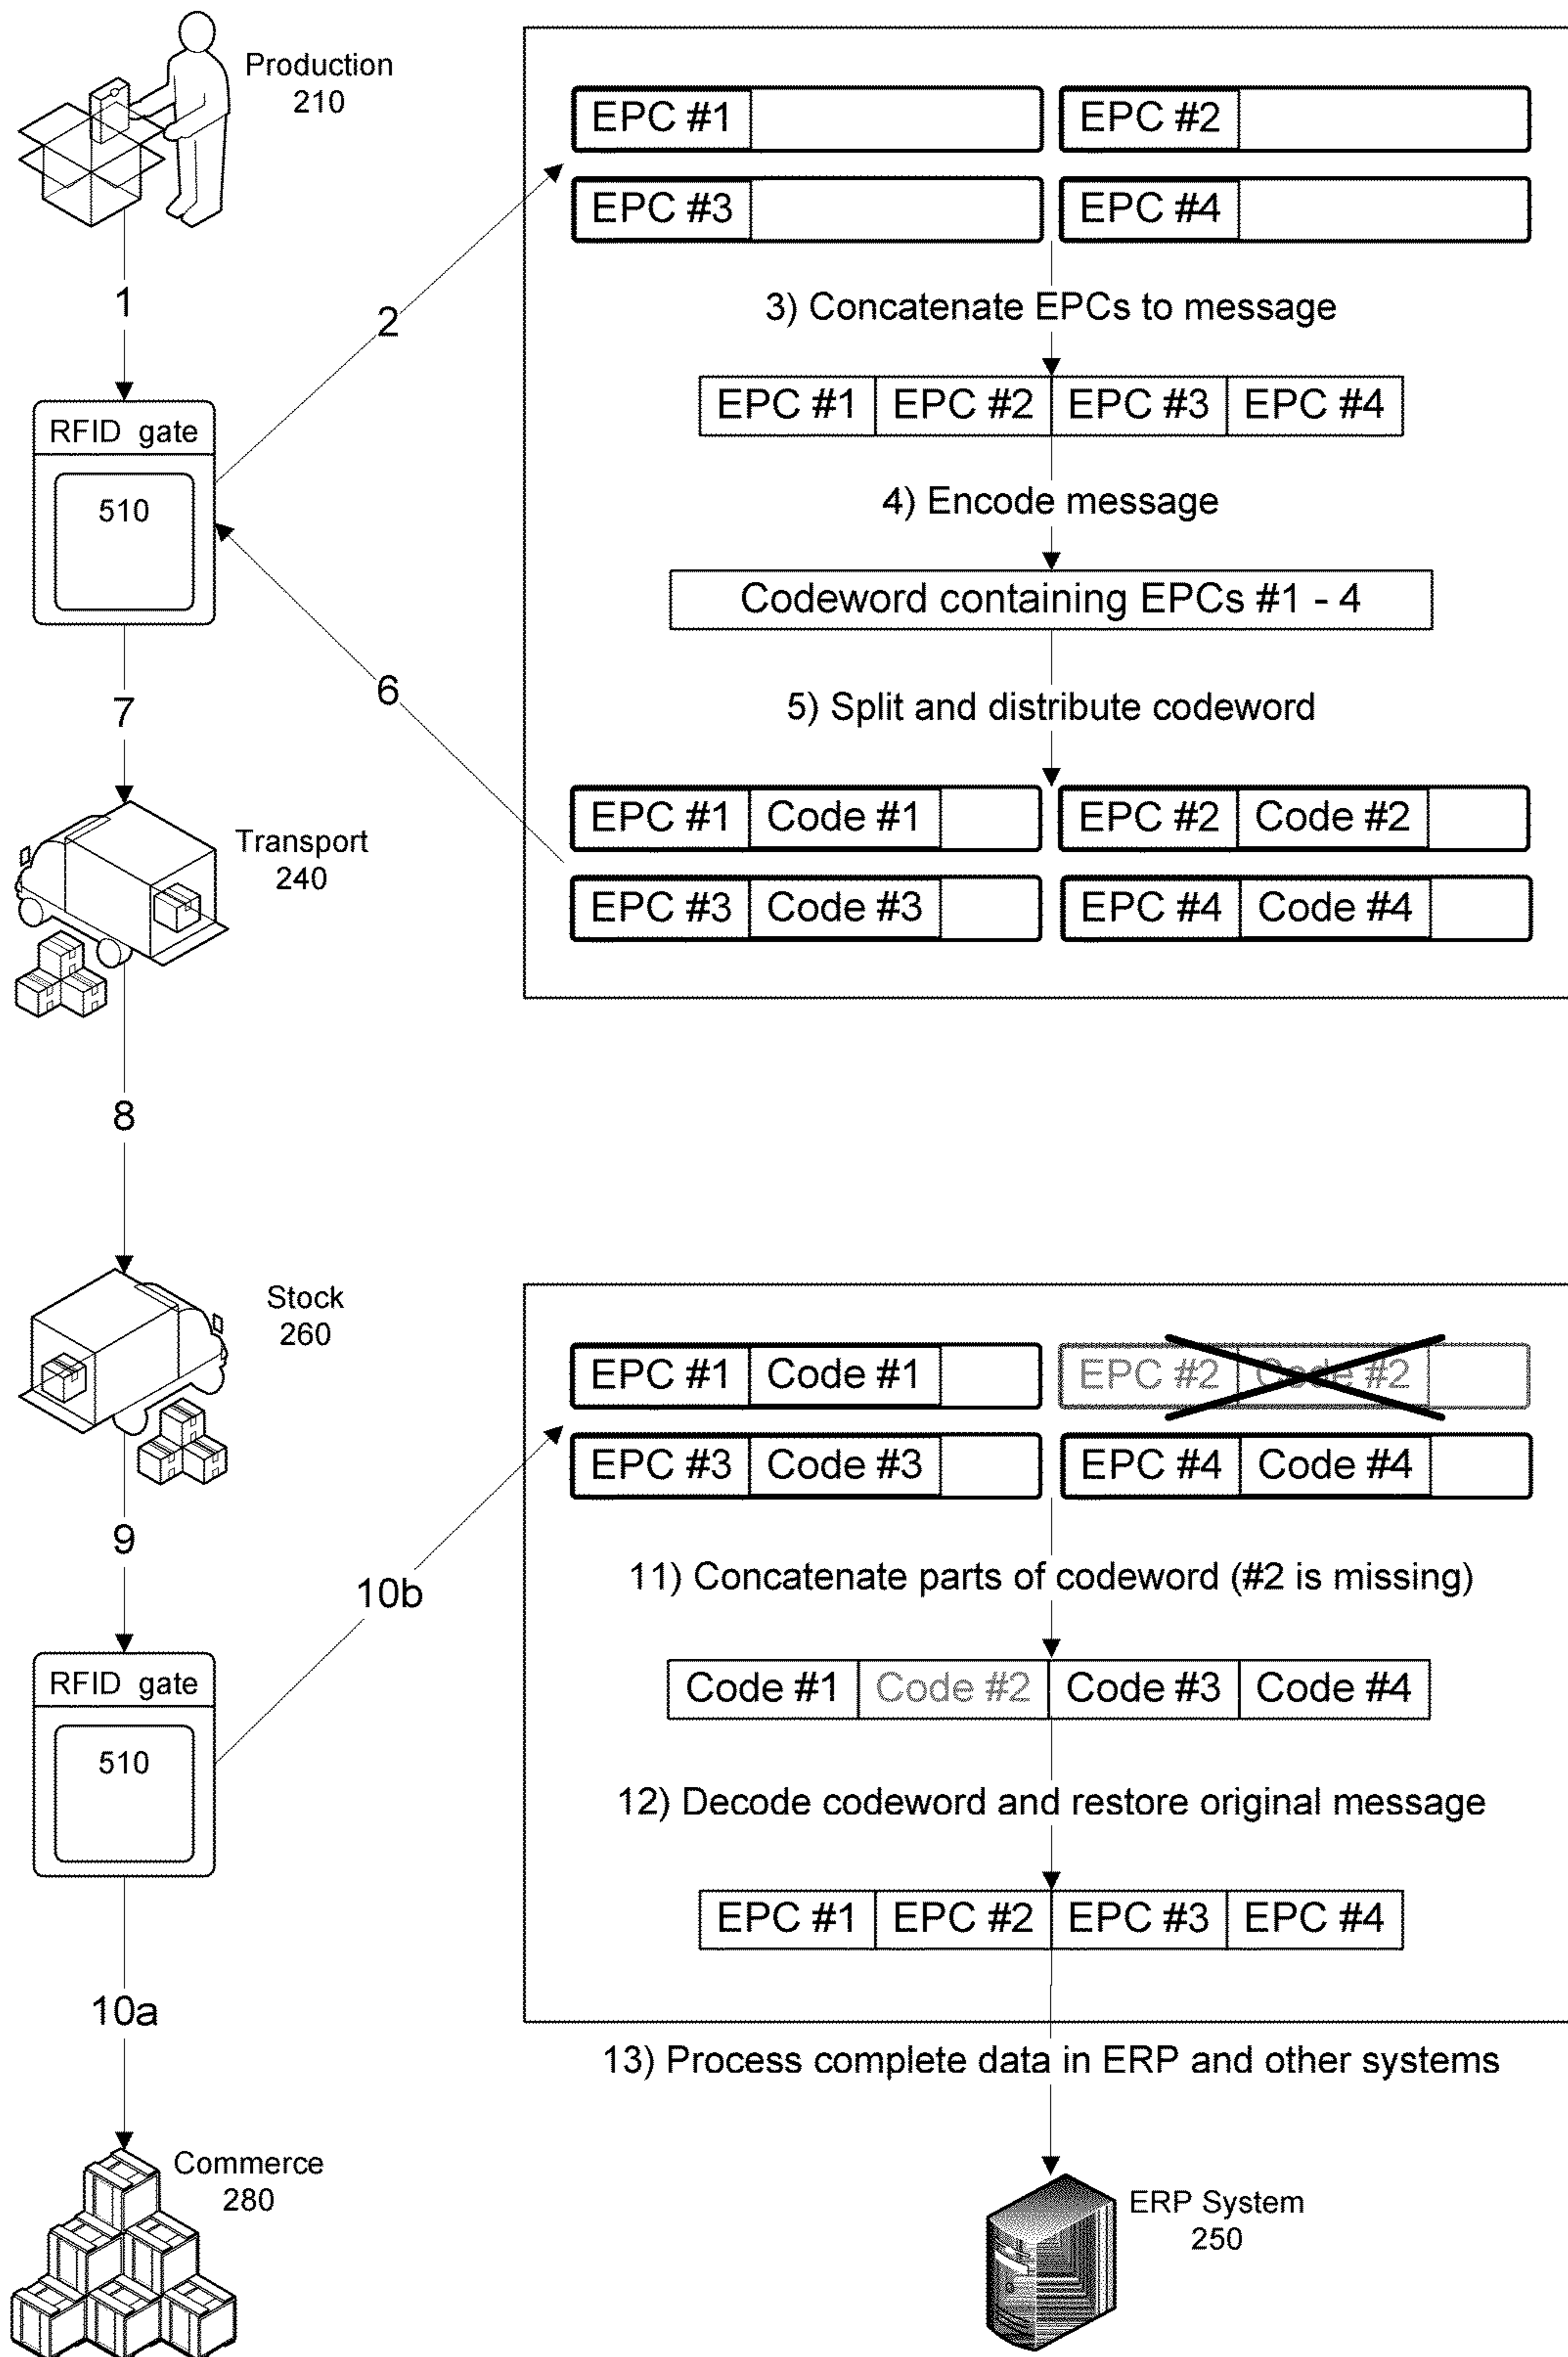 Production
210
EPC #1
EPC #2
EPC #3
EPC #4
1
2
3) Concatenate EPCs to message
EPC #1 EPC #2 EPC #3 EPC #4
RFID gate
510
4) Encode message
Codeword containing EPCs #1 - 4
6
7
5) Split and distribute codeword
EPC #1 Code #1
EPC #2 Code #2
EPC #3 Code #3
EPC #4 Code #4
Transport
240
8
Stock
260
EPC #1 Code #1
EPC #2 Code #2
EPC #3 Code #3
EPC #4 Code #4
9
10b
11) Concatenate parts of codeword (#2 is missing)
RFID gate
510
Code #1 Code #2 Code #3 Code #4
12) Decode codeword and restore original message
EPC #1 EPC #2 EPC #3 EPC #4
10a
13) Process complete data in ERP and other systems
Commerce
280
ERP System
250